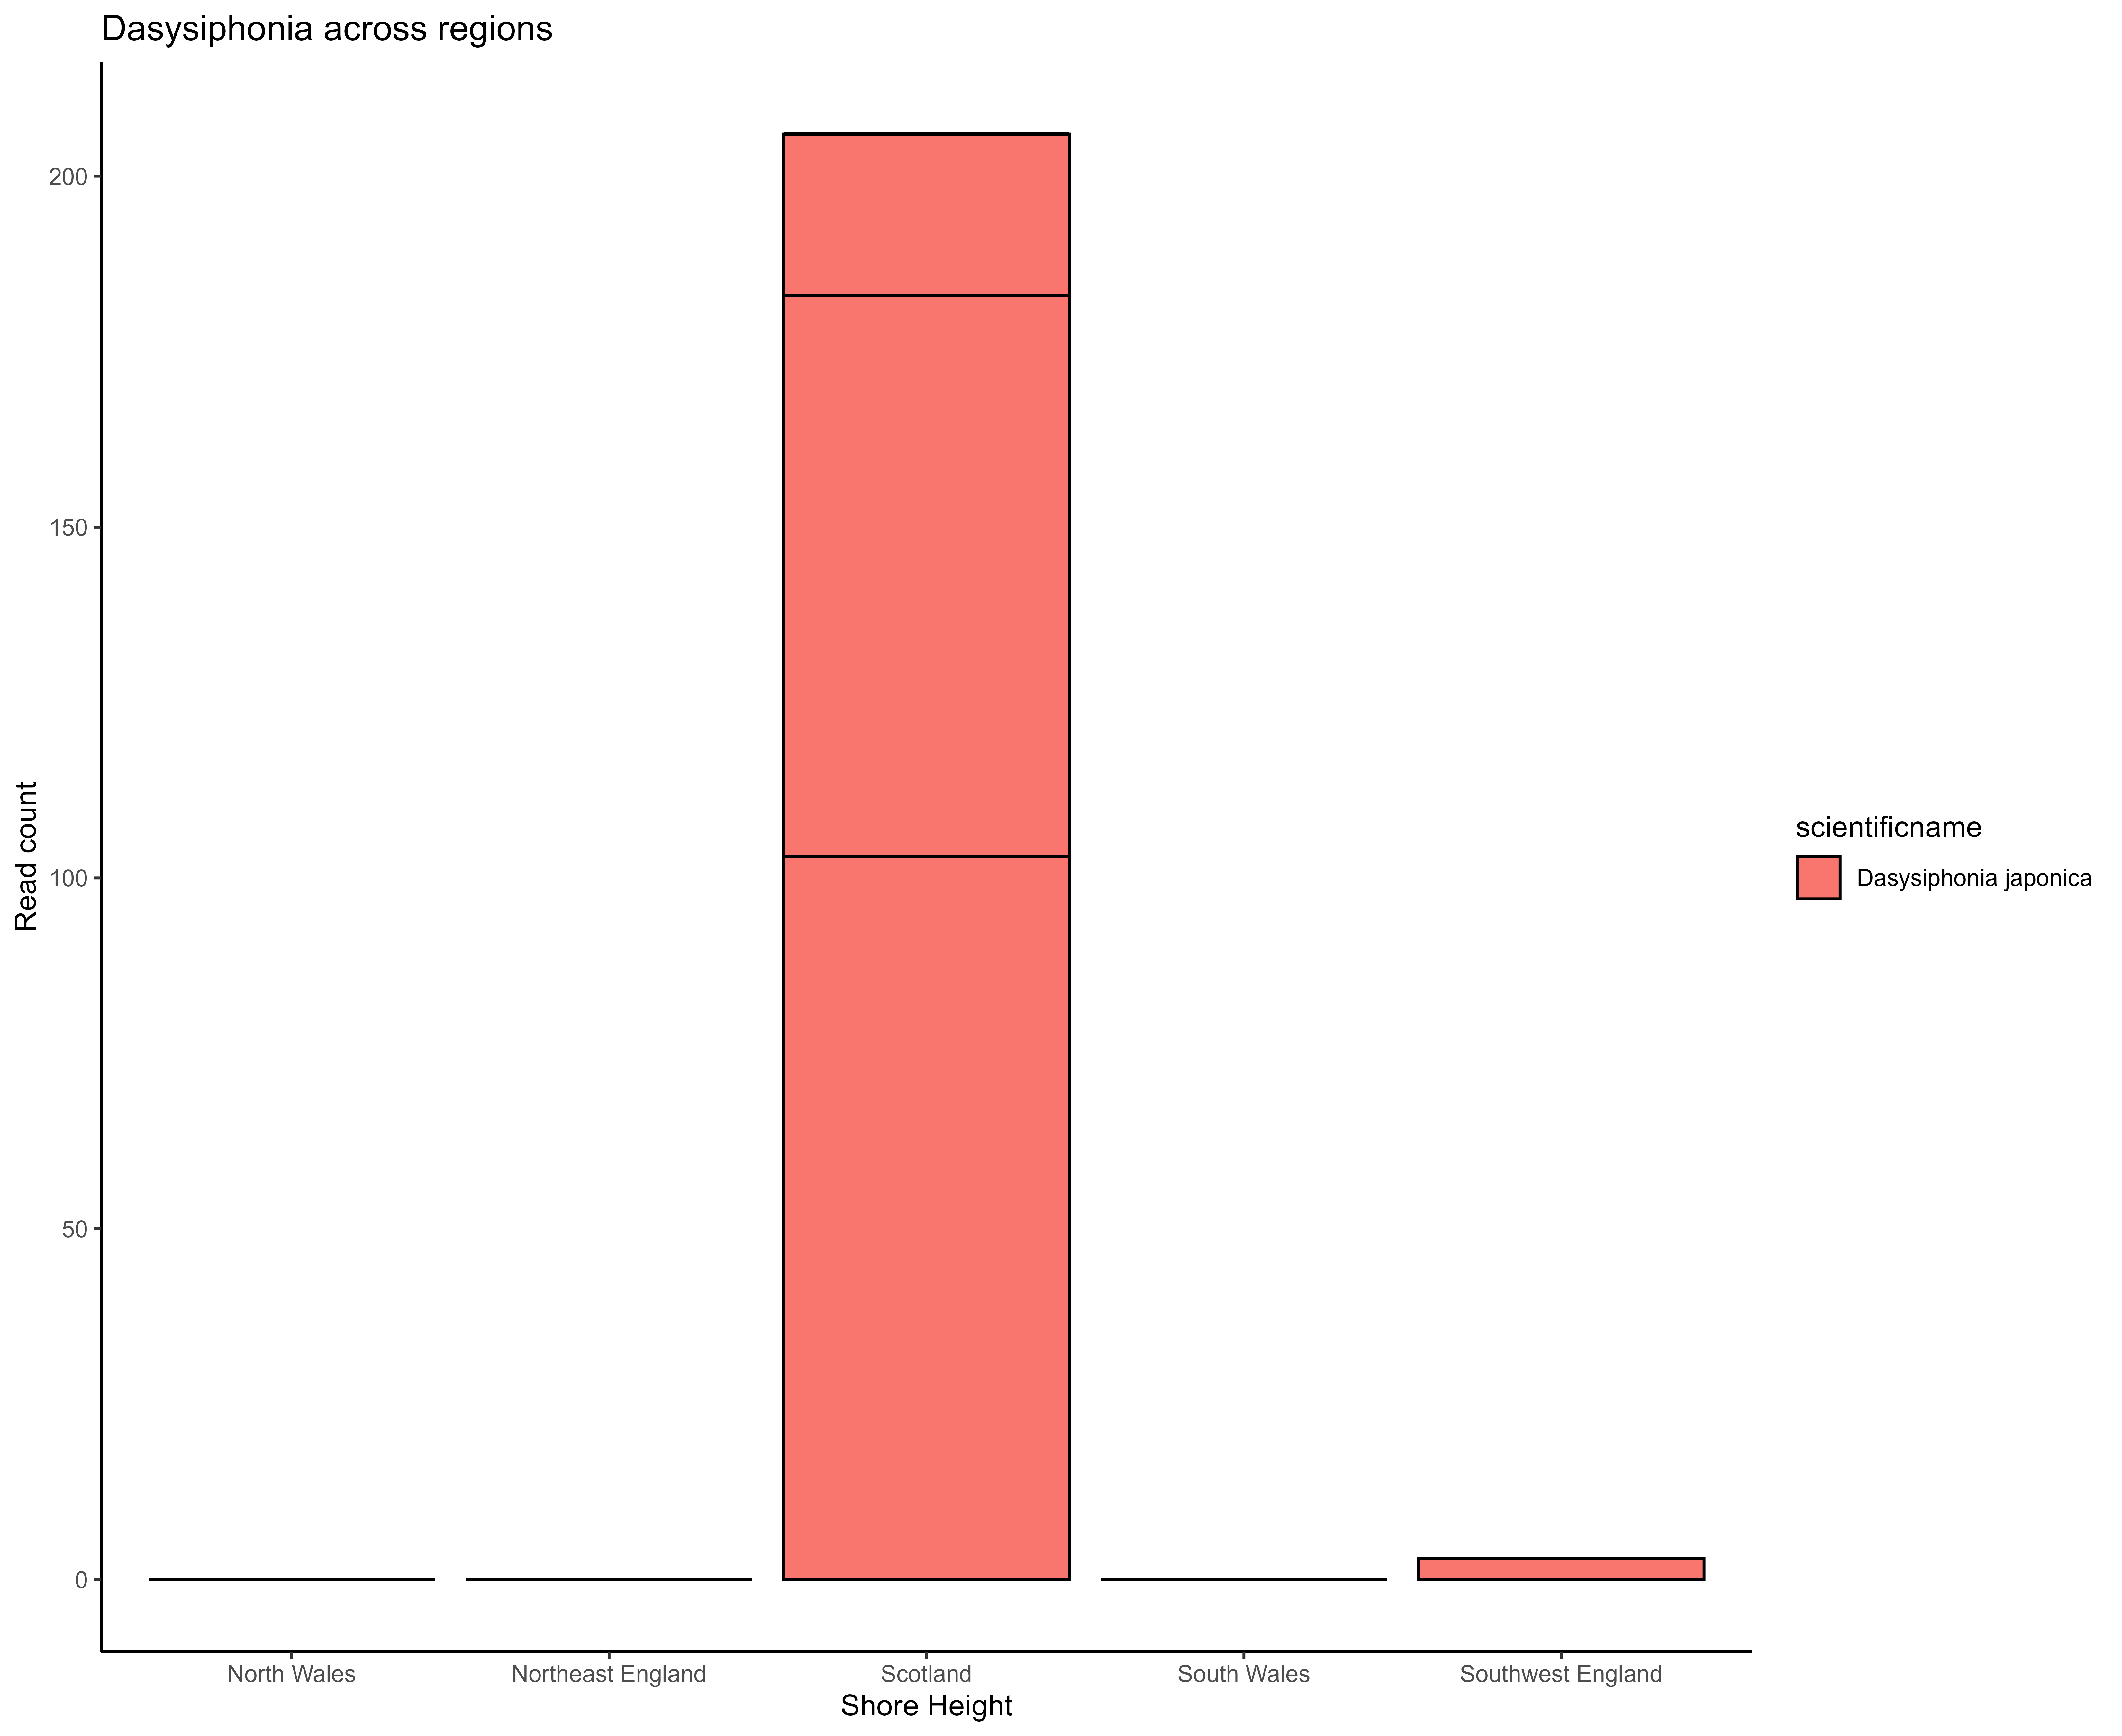 Dasysiphonia across regions
200
150
100
50
0
Read count
North Wales
Northeast England
Scotland
South Wales
Southwest England
Shore Height
scientificname
Dasysiphonia japonica